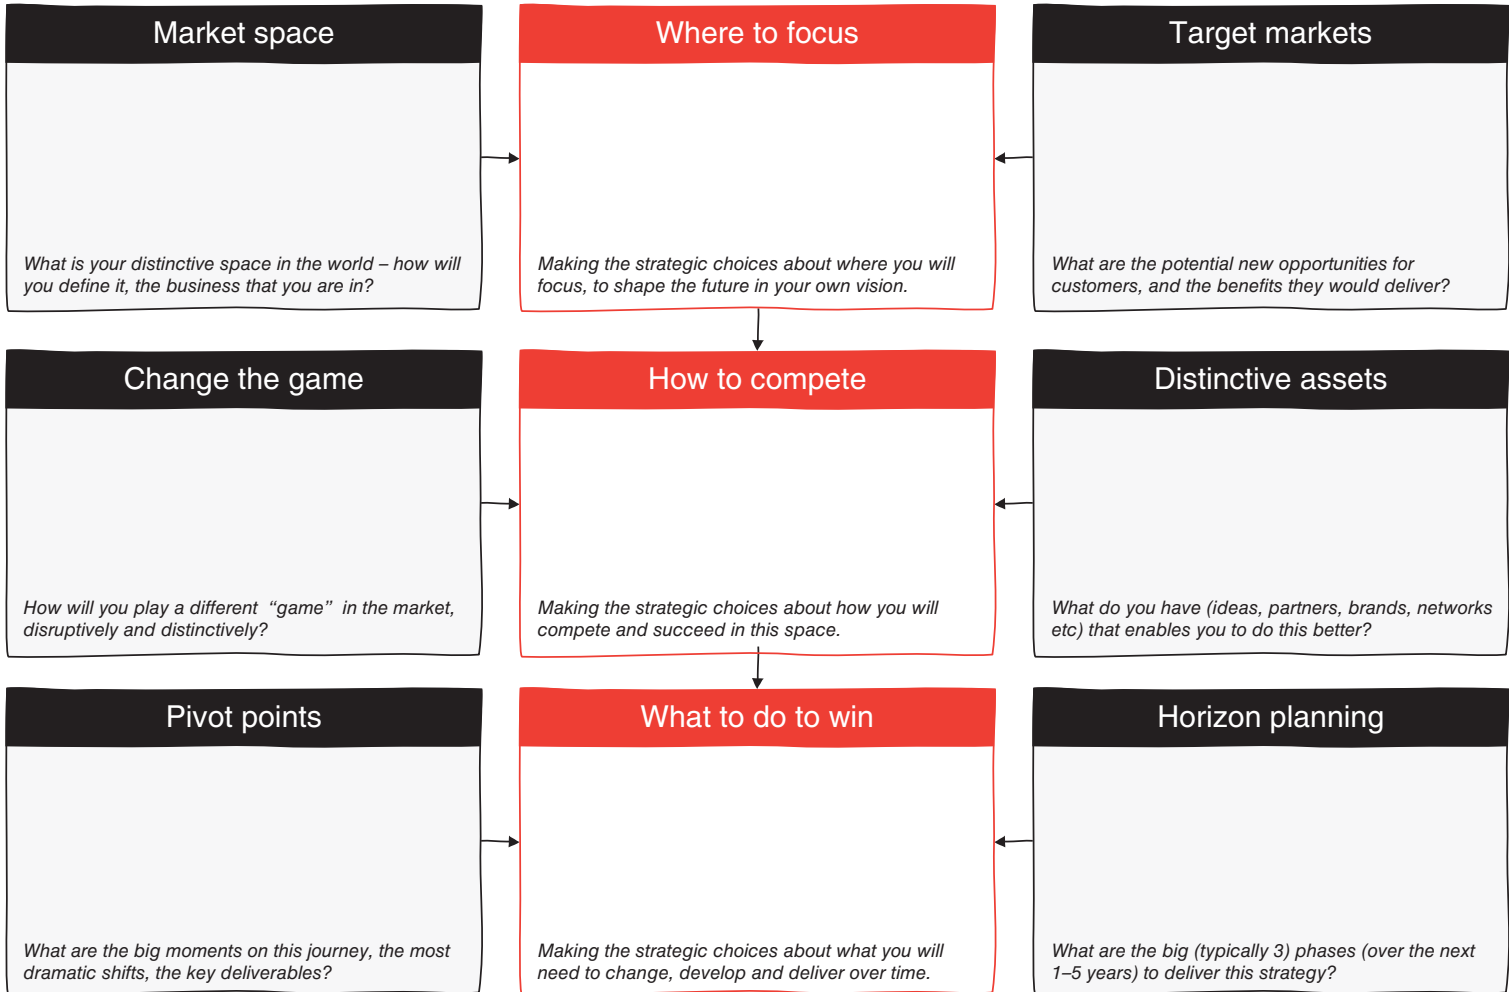 Market space
What is your distinctive space in the world – how will
you define it, the business that you are in?
Where to focus
Making the strategic choices about where you will
focus, to shape the future in your own vision.
Target markets
What are the potential new opportunities for
customers, and the benefits they would deliver?
Change the game
How will you play a different “game” in the market,
disruptively and distinctively?
How to compete
Making the strategic choices about how you will
compete and succeed in this space.
Distinctive assets
What do you have (ideas, partners, brands, networks
etc) that enables you to do this better?
Pivot points
What are the big moments on this journey, the most
dramatic shifts, the key deliverables?
What to do to win
Making the strategic choices about what you will
need to change, develop and deliver over time.
Horizon planning
What are the big (typically 3) phases (over the next
1–5 years) to deliver this strategy?